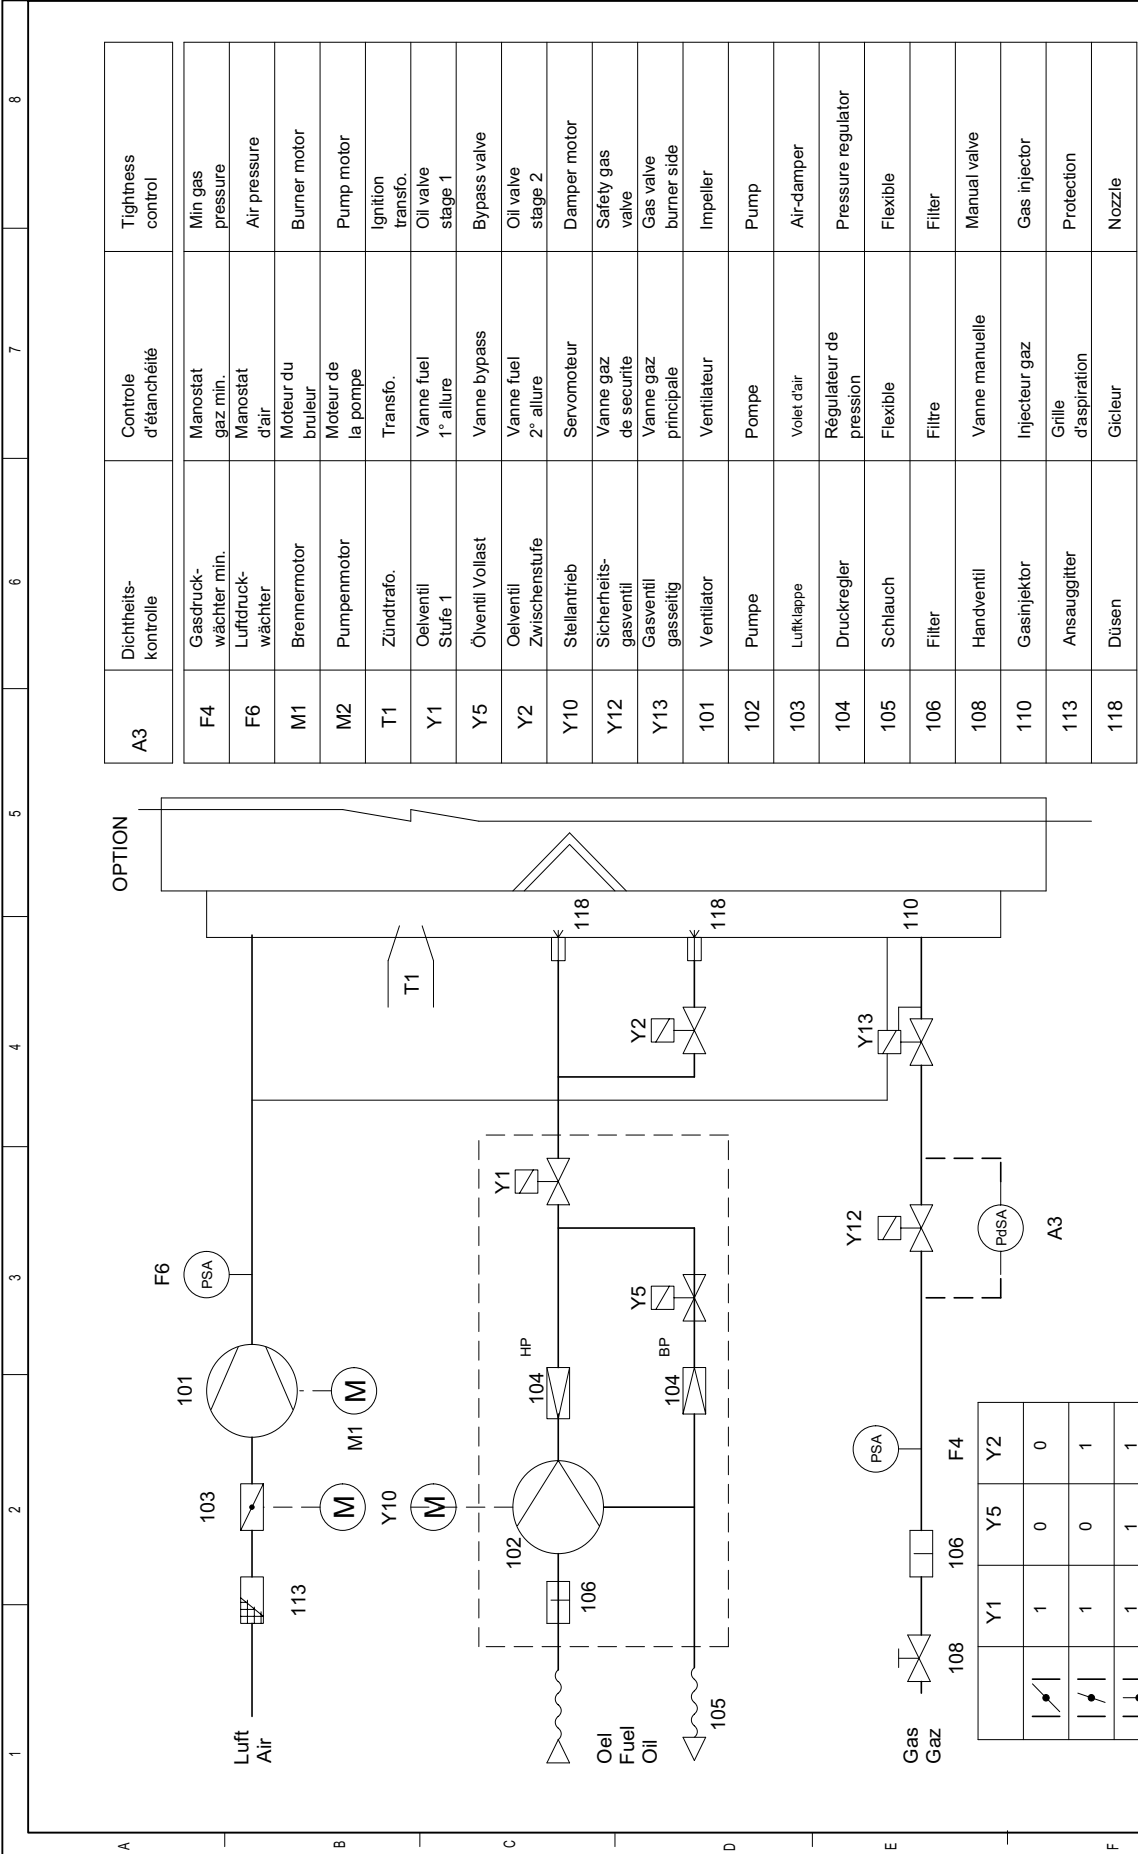 1
2
3
4
5
6
7
8
A
B
C
D
E
F
Luft
Air
113
103
101
F6
PSA
M
M1
M
Y10
M
T1
OPTION
Oel
Fuel
Oil
105
106
102
104
HP
104
BP
Y1
Y5
Y2
118
118
Gas
Gaz
108
106
PSA
F4
Y12
PdSA
A3
Y13
110
Y1 Y5 Y2
1 0 0
1 0 1
1 1 1
A3
Dichtheits-
kontrolle
Controle
d'étanchéité
Tightness
control
F4
Gasdruck-
wächter min.
Manostat
gaz min.
Min gas
pressure
F6
Luftdruck-
wächter
Manostat
d'air
Air pressure
M1
Brennermotor
Moteur du
bruleur
Burner motor
M2
Pumpenmotor
Moteur de
la pompe
Pump motor
T1
Zündtrafo.
Transfo.
Ignition
transfo.
Y1
Oelventil
Stufe 1
Vanne fuel
1° allure
Oil valve
stage 1
Y5
Ölventil Vollast
Vanne bypass
Bypass valve
Y2
Oelventil
Zwischenstufe
Vanne fuel
2° allure
Oil valve
stage 2
Y10
Stellantrieb
Servomoteur
Damper motor
Y12
Sicherheits-
gasventil
Vanne gaz
de securite
Safety gas
valve
Y13
Gasventil
gasseitig
Vanne gaz
principale
Gas valve
burner side
101
Ventilator
Ventilateur
Impeller
102
Pumpe
Pompe
Pump
103
Luftklappe
Volet d'air
Air-damper
104
Druckregler
Régulateur de
pression
Pressure regulator
105
Schlauch
Flexible
Flexible
106
Filter
Filtre
Filter
108
Handventil
Vanne manuelle
Manual valve
110
Gasinjektor
Injecteur gaz
Gas injector
113
Ansauggitter
Grille
d'aspiration
Protection
118
Düsen
Gicleur
Nozzle